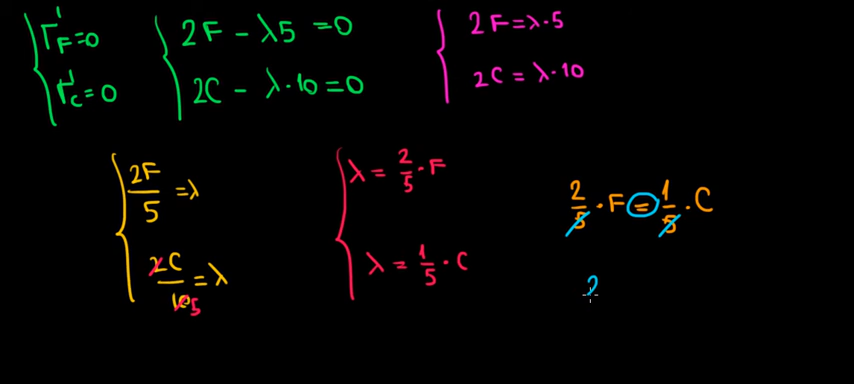 Γ'F=0
Γ'C=0
2F - λ5 =0
2C - λ·10=0
2F=λ·5
2C = λ·10
2F/5 =λ
2C/10 5 =λ
λ = 2/5 · F
λ = 1/5 · C
2/5 · F = 1/5 · C
2